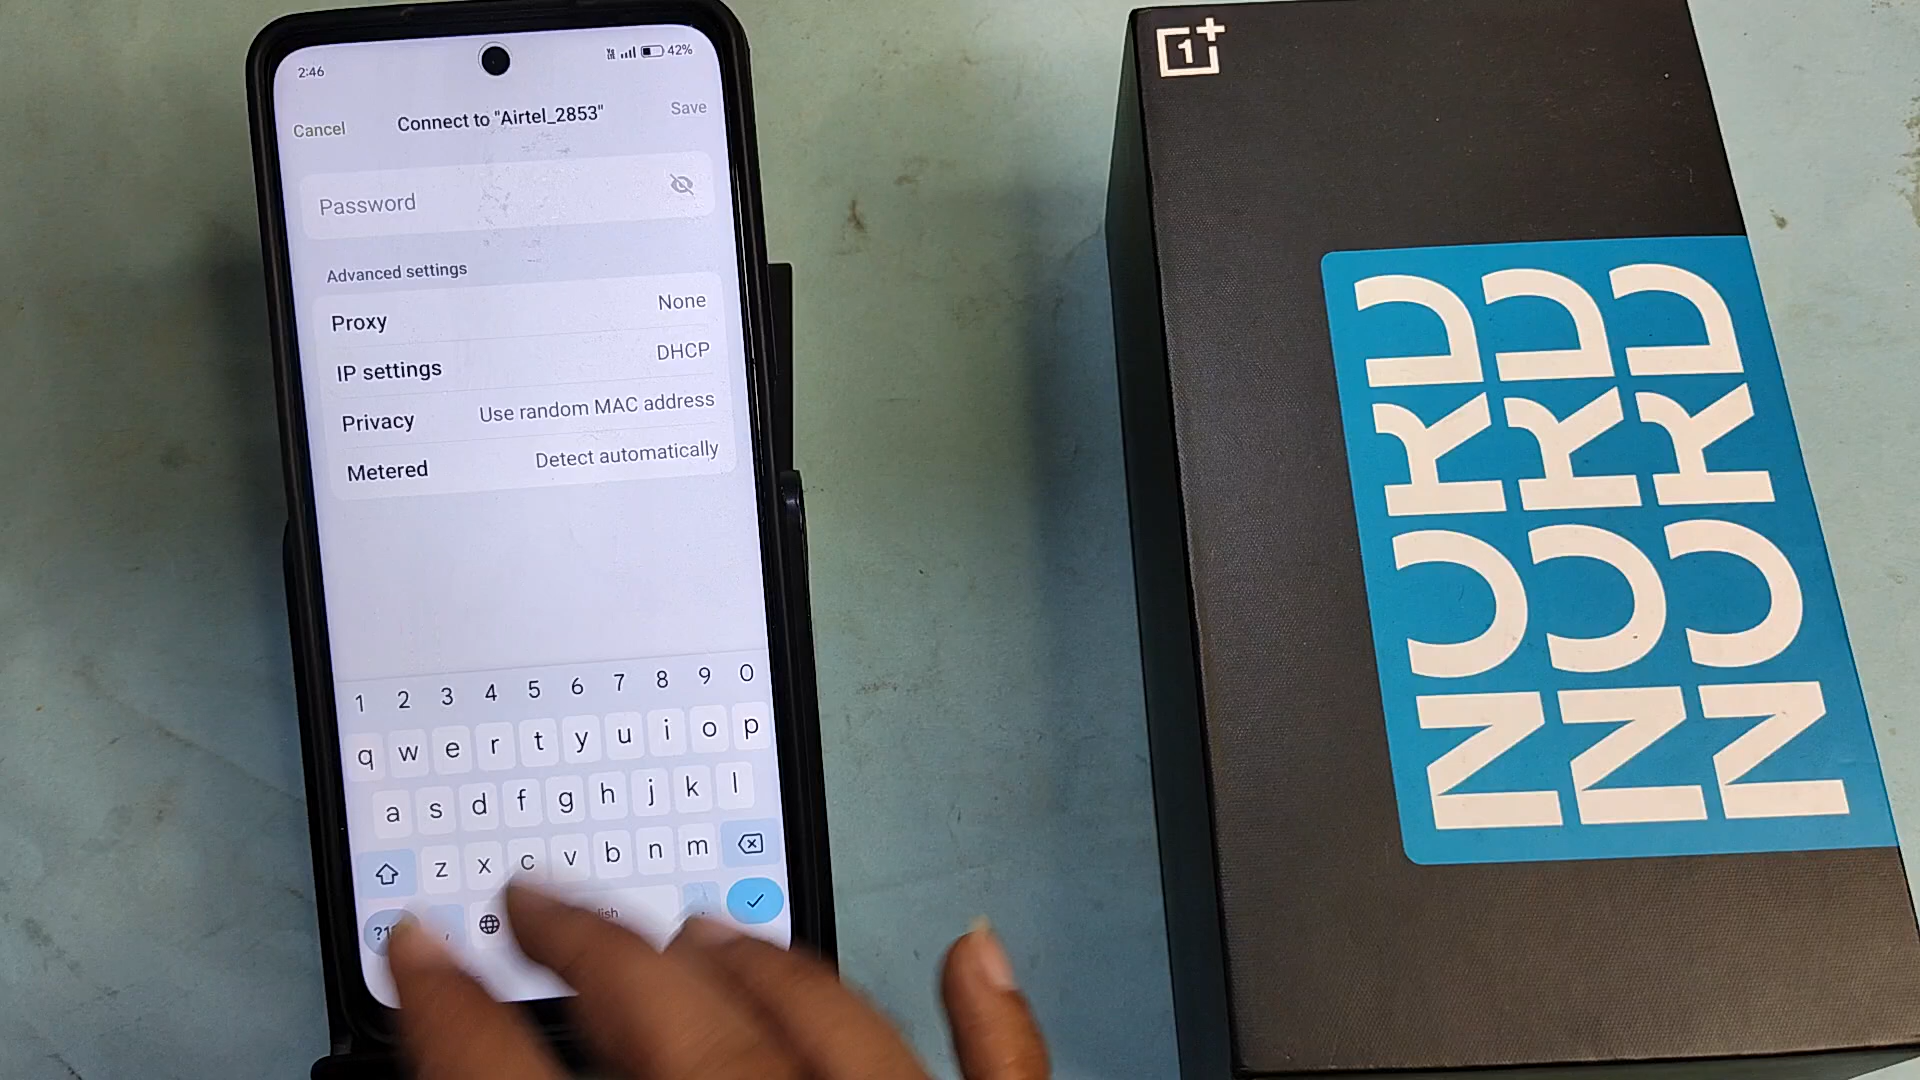 2:46
42%
Cancel
Connect to "Airtel_2853"
Save
Password
Advanced settings
Proxy
None
IP settings
DHCP
Privacy
Use random MAC address
Metered
Detect automatically
1 2 3 4 5 6 7 8 9 0
q w e r t y u i o p
a s d f g h j k l
z x c v b n m
1+
NORD
NORD
NORD